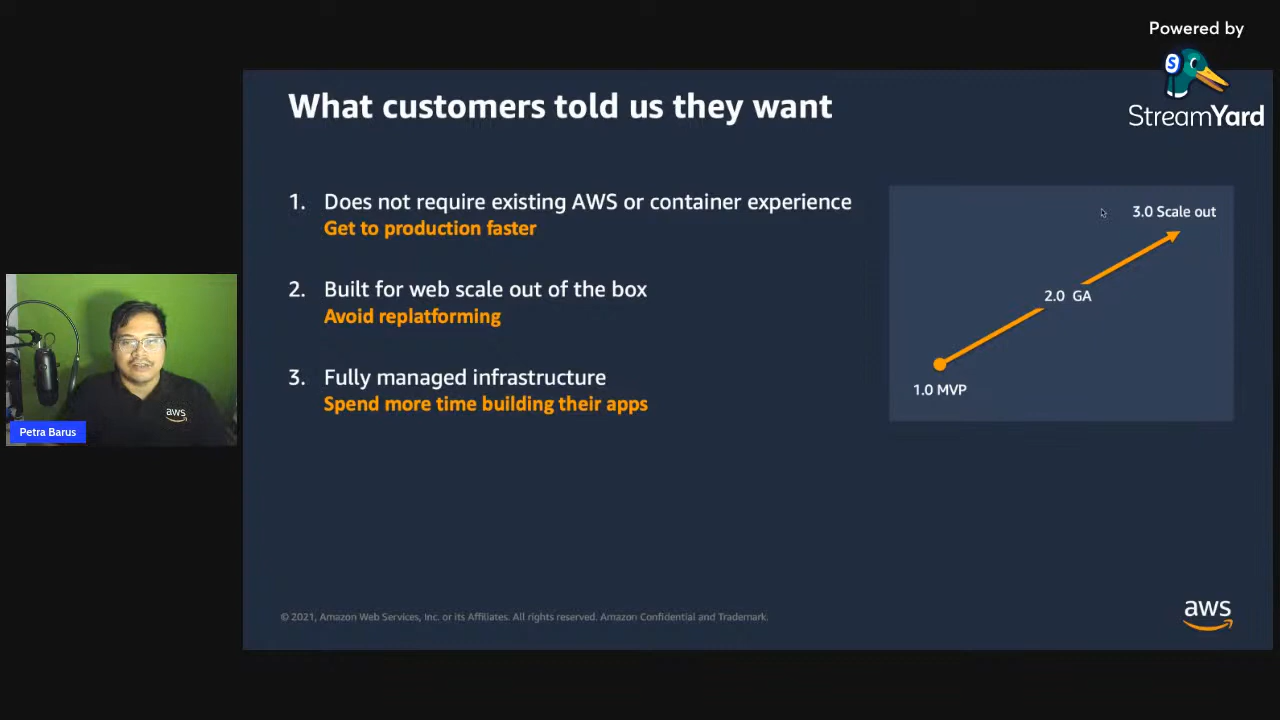 Powered by
StreamYard
What customers told us they want
1. Does not require existing AWS or container experience
Get to production faster
2. Built for web scale out of the box
Avoid replatforming
3. Fully managed infrastructure
Spend more time building their apps
3.0 Scale out
2.0 GA
1.0 MVP
aws
Petra Barus
© 2021, Amazon Web Services, Inc. or its Affiliates. All rights reserved. Amazon Confidential and Trademark.
aws